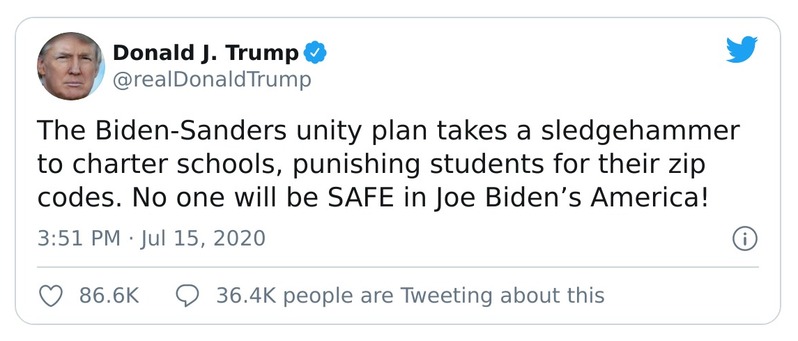 Donald J. Trump
@realDonaldTrump
The Biden-Sanders unity plan takes a sledgehammer
to charter schools, punishing students for their zip
codes. No one will be SAFE in Joe Biden’s America!
3:51 PM · Jul 15, 2020
86.6K 36.4K people are Tweeting about this